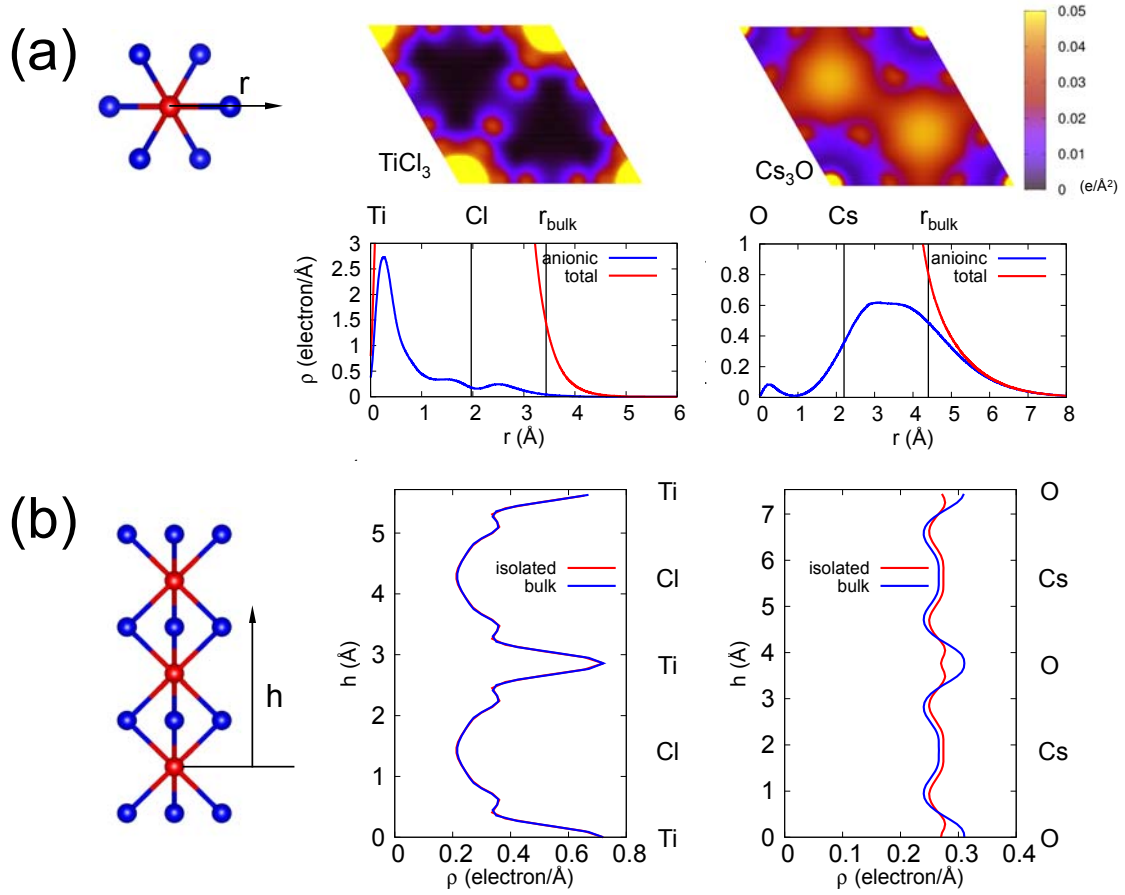 (a)
r
TiCl3
Cs3O
0.05
0.04
0.03
0.02
0.01
0
(e/Å2)
Ti Cl rbulk
O Cs rbulk
ρ (electron/Å)
3
2.5
2
1.5
1
0.5
0
anionic
total
0 1 2 3 4 5 6
r (Å)
ρ (electron/Å)
1
0.8
0.6
0.4
0.2
0
anioinc
total
0 1 2 3 4 5 6 7 8
r (Å)
(b)
h
h (Å)
5
4
3
2
1
0
isolated
bulk
Ti
Cl
Ti
Cl
Ti
0 0.2 0.4 0.6 0.8
ρ (electron/Å)
h (Å)
7
6
5
4
3
2
1
0
isolated
bulk
O
Cs
O
Cs
O
0 0.1 0.2 0.3 0.4
ρ (electron/Å)